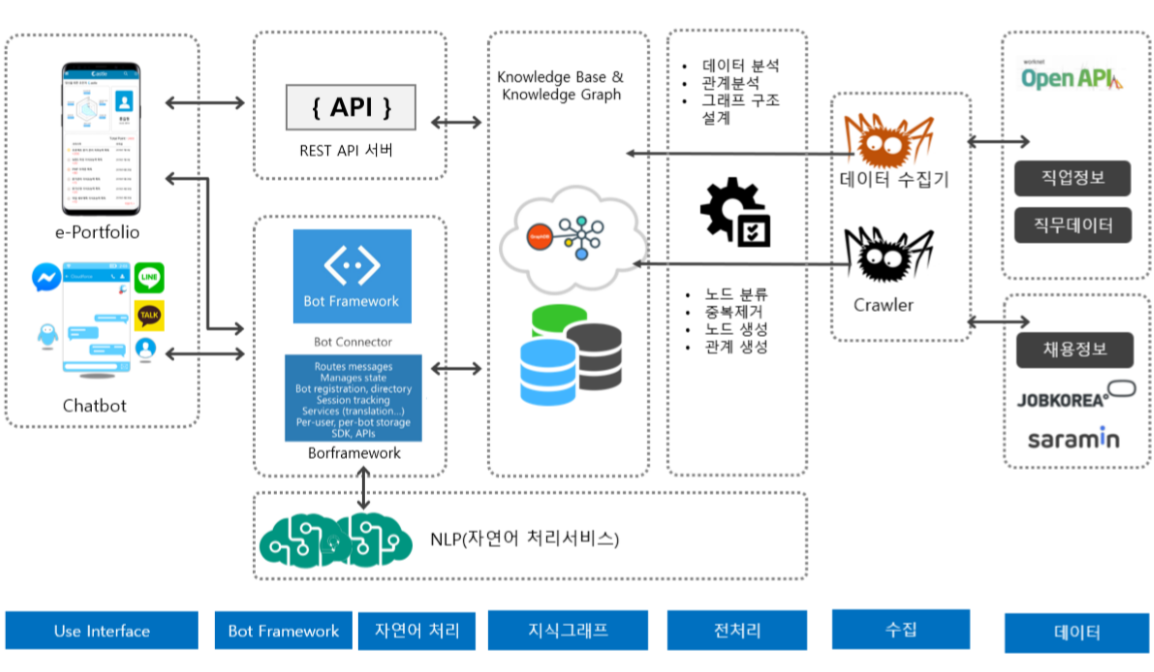 e-Portfolio
LINE
TALK
Chatbot
{ API }
REST API 서버
Bot Framework
Bot Connector
Routes messages
Manages state
Bot registration, directory
Session tracking
Services (translation...)
Per-user, per-bot storage
SDK, APIs
Borframework
NLP(자연어 처리서비스)
Knowledge Base &
Knowledge Graph
GraphDB
• 데이터 분석
• 관계분석
• 그래프 구조
설계
• 노드 분류
• 중복제거
• 노드 생성
• 관계 생성
데이터 수집기
Crawler
worknet
Open API
직업정보
직무데이터
채용정보
JOBKOREA
saramin
Use Interface
Bot Framework
자연어 처리
지식그래프
전처리
수집
데이터